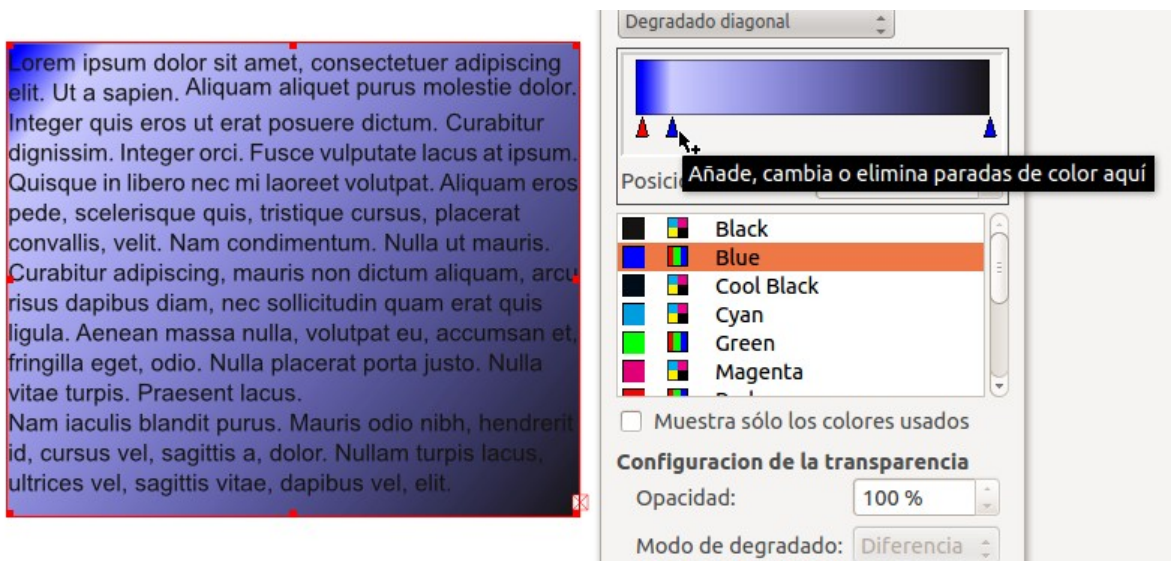 Lorem ipsum dolor sit amet, consectetuer adipiscing
elit. Ut a sapien. Aliquam aliquet purus molestie dolor.
Integer quis eros ut erat posuere dictum. Curabitur
dignissim. Integer orci. Fusce vulputate lacus at ipsum.
Quisque in libero nec mi laoreet volutpat. Aliquam eros
pede, scelerisque quis, tristique cursus, placerat
convallis, velit. Nam condimentum. Nulla ut mauris.
Curabitur adipiscing, mauris non dictum aliquam, arcu
risus dapibus diam, nec sollicitudin quam erat quis
ligula. Aenean massa nulla, volutpat eu, accumsan et,
fringilla eget, odio. Nulla placerat porta justo. Nulla
vitae turpis. Praesent lacus.
Nam iaculis blandit purus. Mauris odio nibh, hendrerit
id, cursus vel, sagittis a, dolor. Nullam turpis lacus,
ultrices vel, sagittis vitae, dapibus vel, elit.
Degradado diagonal
Añade, cambia o elimina paradas de color aquí
Black
Blue
Cool Black
Cyan
Green
Magenta
Muestra sólo los colores usados
Configuracion de la transparencia
Opacidad: 100 %
Modo de degradado: Diferencia